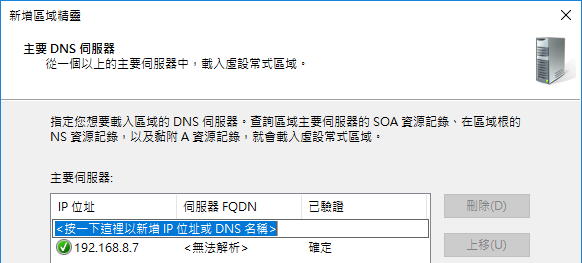 新增區域精靈
主要 DNS 伺服器
從一個以上的主要伺服器中，載入虛設常式區域。
指定您想要載入區域的 DNS 伺服器。查詢區域主要伺服器的 SOA 資源記錄、在區域根的
NS 資源記錄，以及黏附 A 資源記錄，就會載入虛設常式區域。
主要伺服器:
IP 位址 伺服器 FQDN 已驗證
<按一下這裡以新增 IP 位址或 DNS 名稱>
192.168.8.7 <無法解析> 確定
刪除(D)
上移(U)